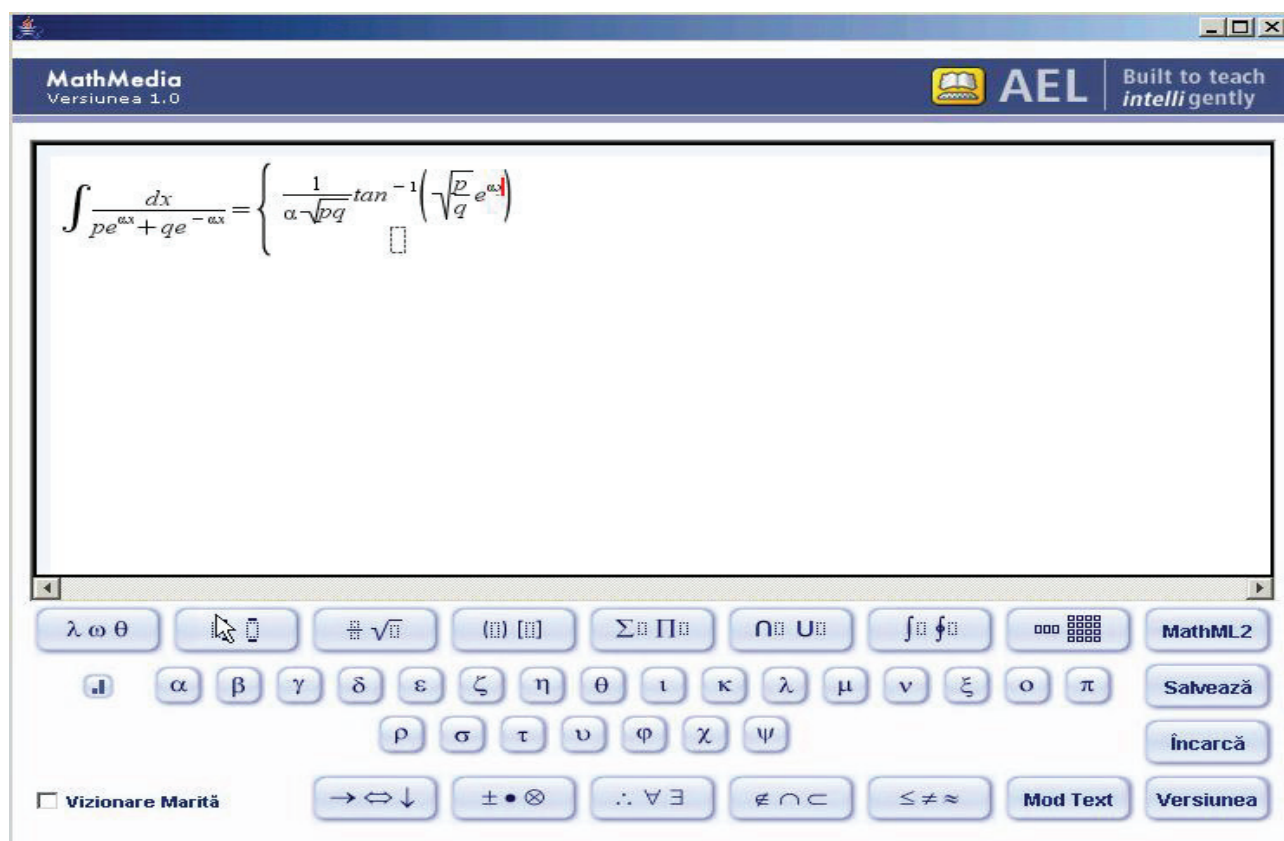 MathMedia
Versiunea 1.0
AEL
Built to teach
intelligently
∫ dx / (pe^{αx} + qe^{-αx}) = { 1 / (α√pq) tan^{-1}(√(p/q) e^{αx})
λ ω θ
√
() []
Σ Π
∩ ∪
∫ ∮
MathML2
α β γ δ ε ζ η θ ι κ λ μ ν ξ ο π
Salvează
ρ σ τ υ φ χ ψ
Încarcă
Vizionare Marită
→ ⇔ ↓
± • ⊗
∴ ∀ ∃
∉ ∩ ⊂
≤ ≠ ≈
Mod Text
Versiunea